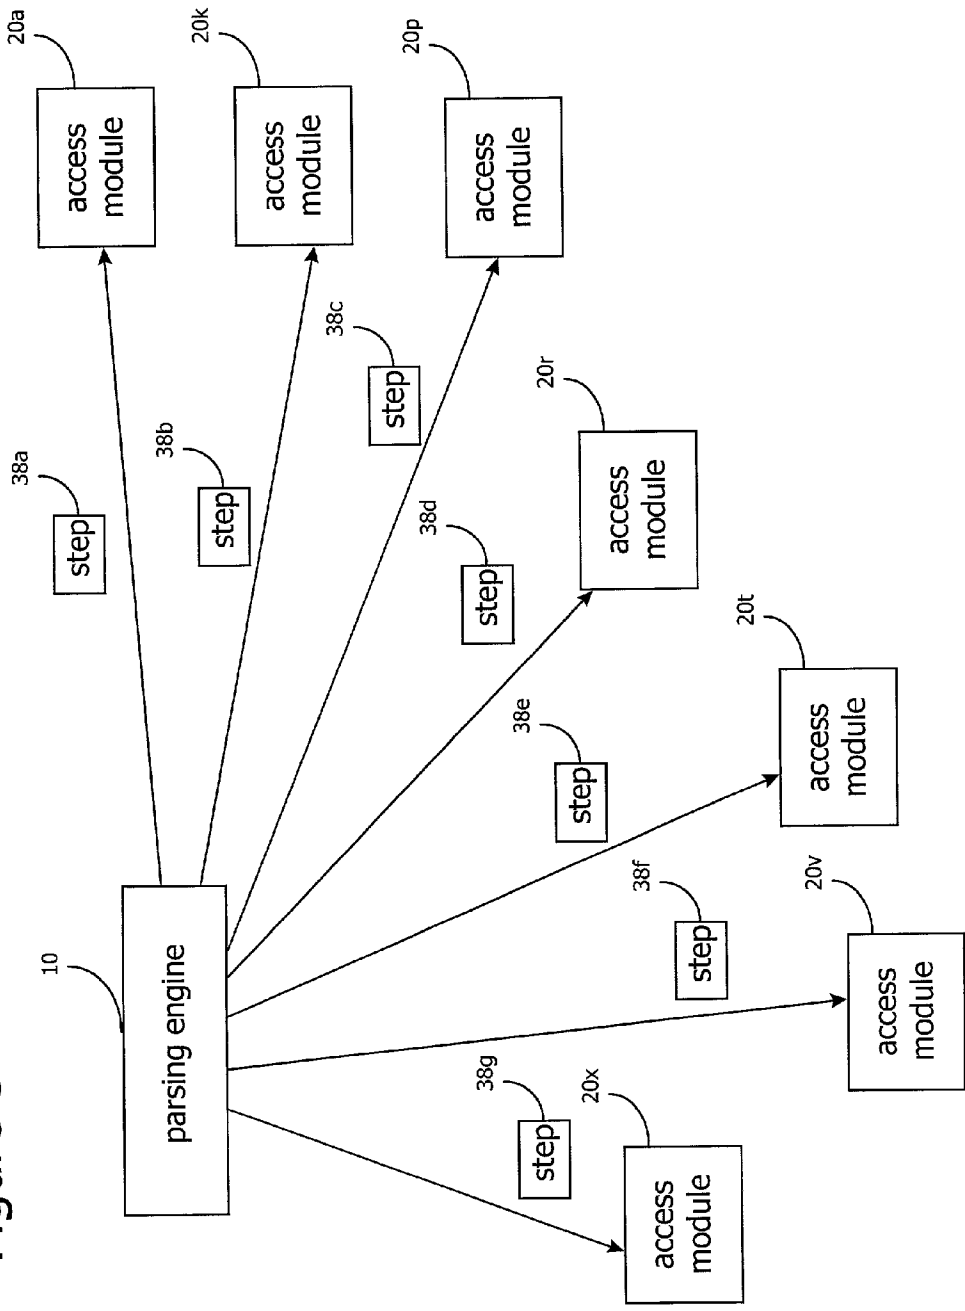 Figure
10
parsing engine
38a
step
20a
access
module
38b
step
20k
access
module
38c
step
20p
access
module
38d
step
20r
access
module
38e
step
20t
access
module
38f
step
20v
access
module
38g
step
20x
access
module